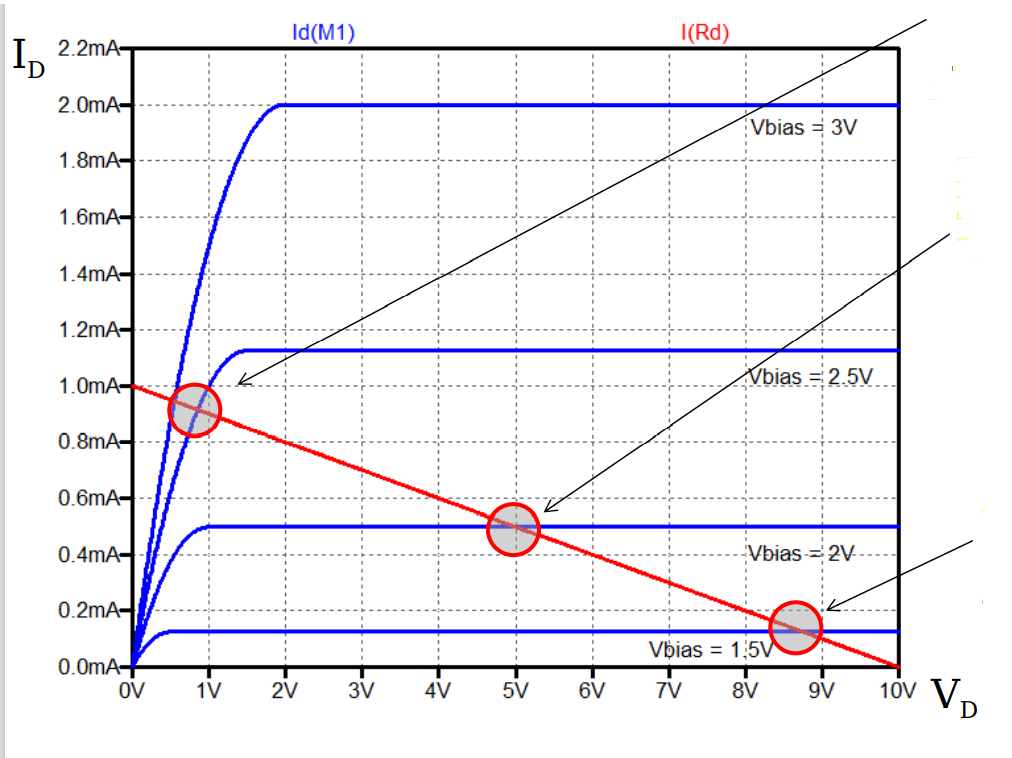 Id(M1) I(Rd)
I_D
2.2mA
2.0mA
Vbias = 3V
1.8mA
1.6mA
1.4mA
1.2mA
Vbias = 2.5V
1.0mA
0.8mA
0.6mA
Vbias = 2V
0.4mA
0.2mA
Vbias = 1.5V
0.0mA
0V 1V 2V 3V 4V 5V 6V 7V 8V 9V 10V
V_D